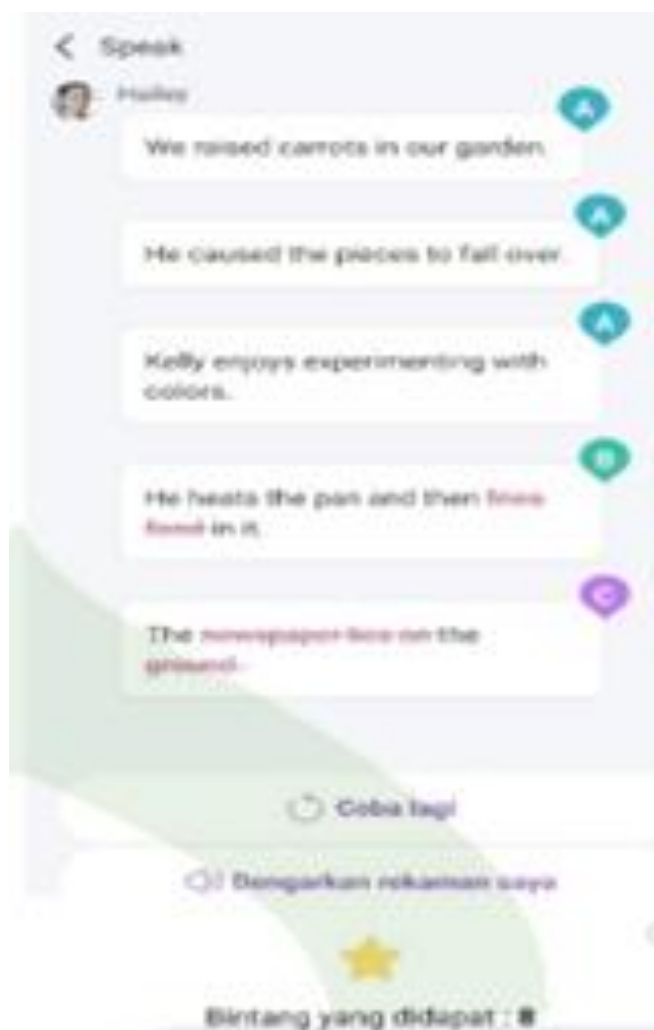 Speak
Hailey
A
We raised carrots in our garden.
A
He caused the pieces to fall over.
A
Kelly enjoys experimenting with
colors.
B
He heats the pan and then
food in it.
C
The newspaper lies on the
ground.
Coba lagi
Dengarkan rekaman saya
Bintang yang didapat : 8